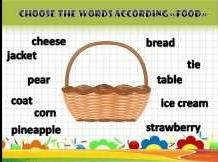 CHOOSE THE WORDS ACCORDING «FOOD»
cheese
bread
jacket
tie
pear
table
coat
ice cream
corn
pineapple
strawberry